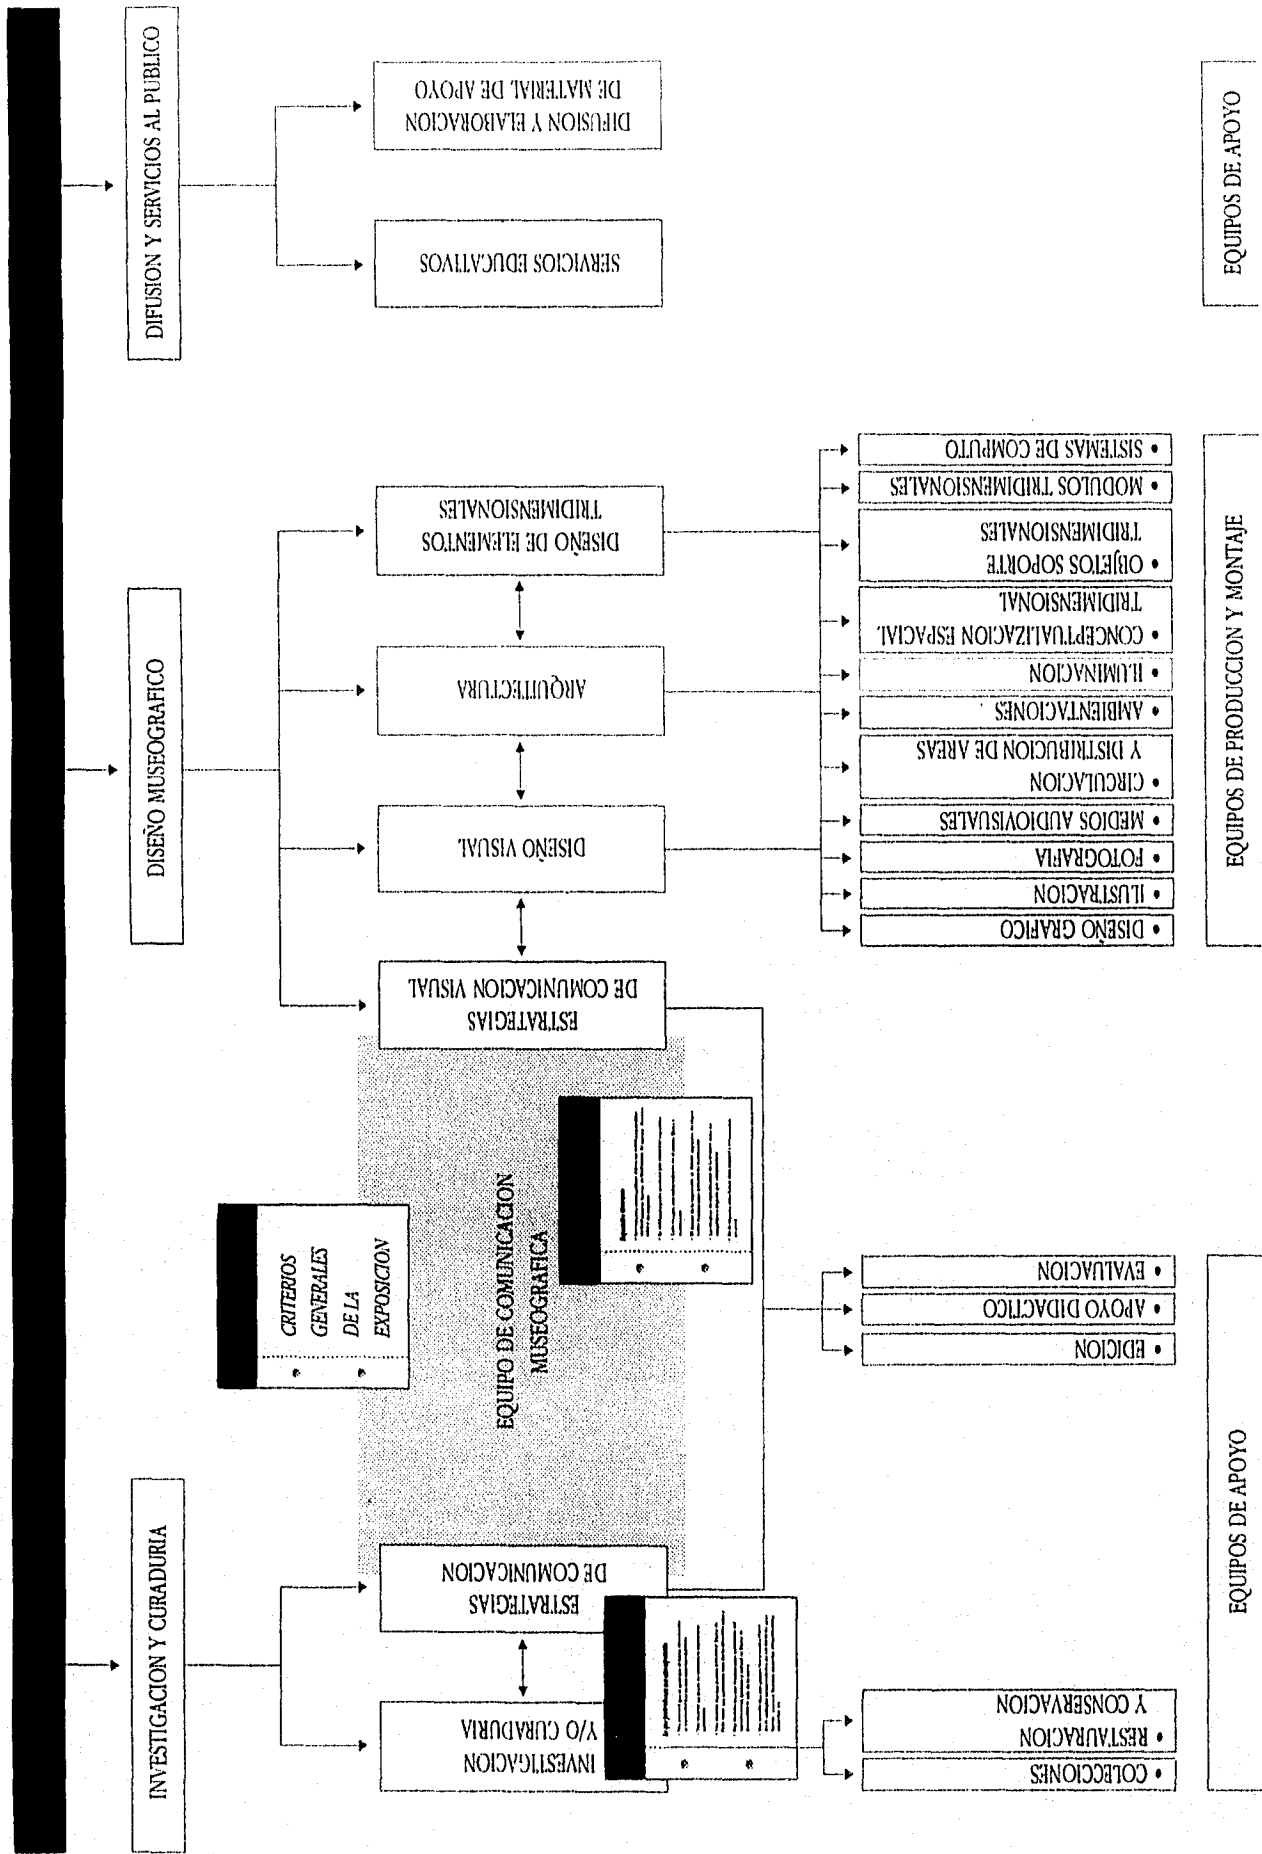 INVESTIGACION Y CURADURIA
DISEÑO MUSEOGRAFICO
DIFUSION Y SERVICIOS AL PUBLICO
INVESTIGACION
Y/O CURADURIA
ESTRATEGIAS
DE COMUNICACION
CRITERIOS
GENERALES
DE LA
EXPOSICION
EQUIPO DE COMUNICACION
MUSEOGRAFICA
ESTRATEGIAS
DE COMUNICACION VISUAL
DISEÑO VISUAL
ARQUITECTURA
DISEÑO DE ELEMENTOS
TRIDIMENSIONALES
SERVICIOS EDUCATIVOS
DIFUSION Y ELABORACION
DE MATERIAL DE APOYO
• COLECCIONES
• RESTAURACION
Y CONSERVACION
• EDICION
• APOYO DIDACTICO
• EVALUACION
• DISEÑO GRAFICO
• ILUSTRACION
• FOTOGRAFIA
• MEDIOS AUDIOVISUALES
• CIRCULACION
Y DISTRIBUCION DE AREAS
• AMBIENTACIONES
• ILUMINACION
• CONCEPTUALIZACION ESPACIAL
TRIDIMENSIONAL
• OBJETOS SOPORTE
TRIDIMENSIONALES
• MODULOS TRIDIMENSIONALES
• SISTEMAS DE COMPUTO
EQUIPOS DE APOYO
EQUIPOS DE PRODUCCION Y MONTAJE
EQUIPOS DE APOYO